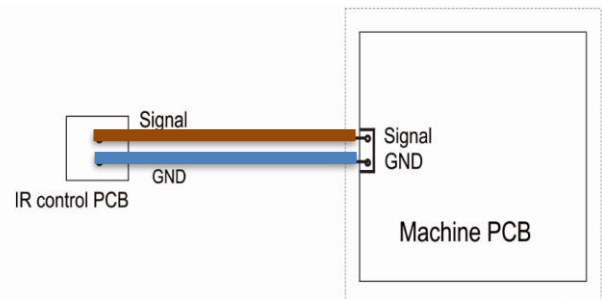 Signal
Signal
GND
GND
IR control PCB
Machine PCB